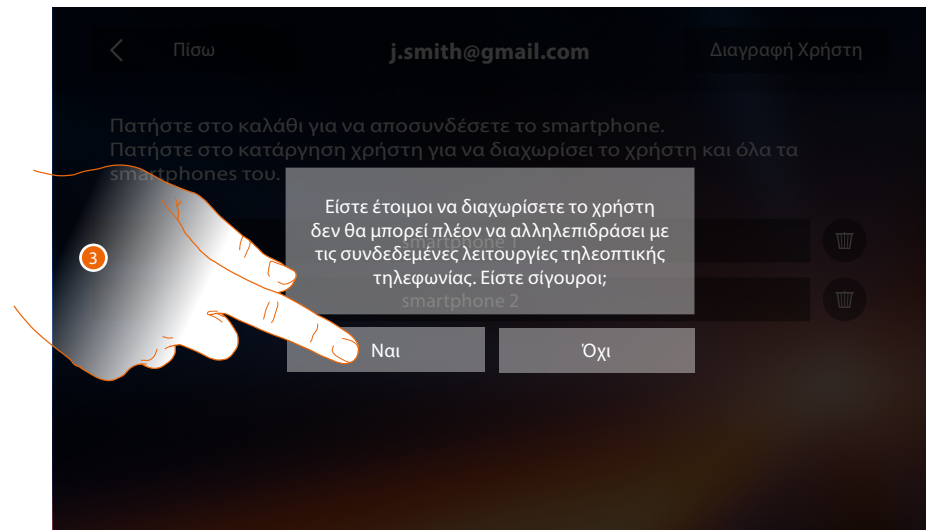 Πίσω
j.smith@gmail.com
Διαγραφή Χρήστη
Πατήστε στο καλάθι για να αποσυνδέσετε το smartphone.
Πατήστε στο κατάργηση χρήστη για να διαχωρίσει το χρήστη και όλα τα
smartphones του.
Είστε έτοιμοι να διαχωρίσετε το χρήστη
δεν θα μπορεί πλέον να αλληλεπιδράσει με
τις συνδεδεμένες λειτουργίες τηλεοπτικής
τηλεφωνίας. Είστε σίγουροι;
smartphone 1
smartphone 2
3
Ναι
Όχι